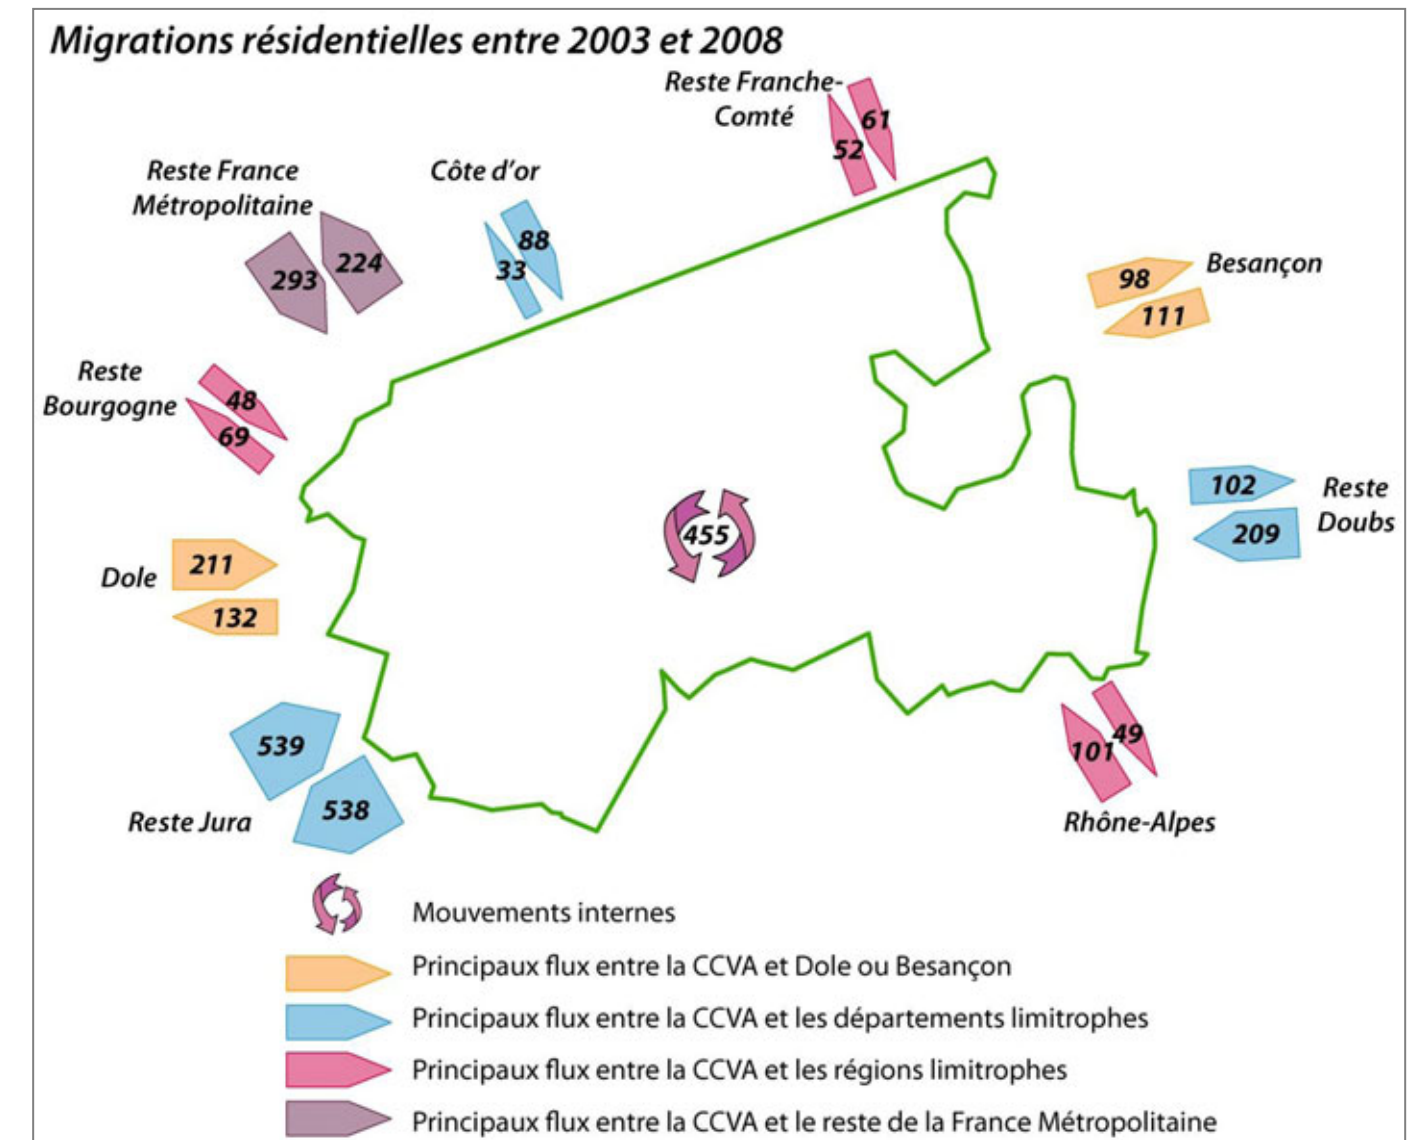 Migrations résidentielles entre 2003 et 2008
Reste Franche-
Comté
61
52
Reste France
Métropolitaine
293
224
Côte d'or
88
33
Besançon
98
111
Reste
Bourgogne
48
69
455
102
209
Reste
Doubs
Dole
211
132
539
538
Reste Jura
101
49
Rhône-Alpes
Mouvements internes
Principaux flux entre la CCVA et Dole ou Besançon
Principaux flux entre la CCVA et les départements limitrophes
Principaux flux entre la CCVA et les régions limitrophes
Principaux flux entre la CCVA et le reste de la France Métropolitaine